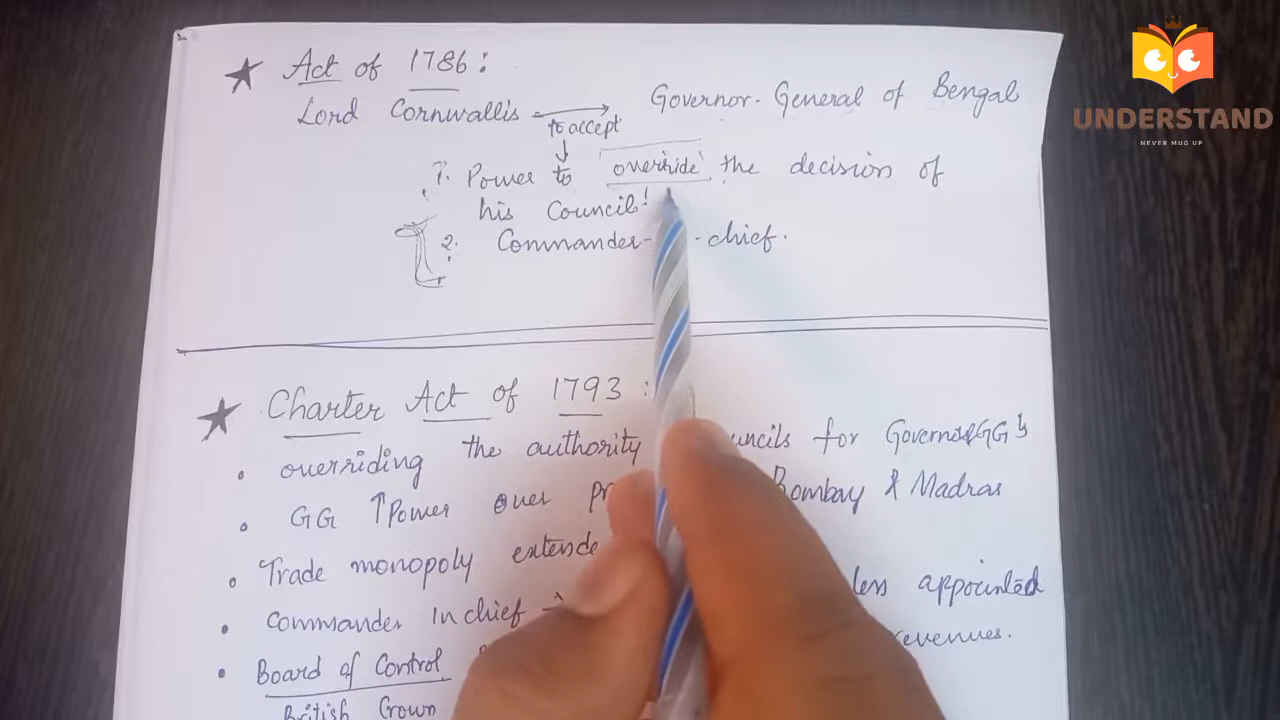 Act of 1786:
Lord Cornwallis → Governor-General of Bengal
to accept
1. Power to override the decision of
his Council!
2. Commander- -chief.
Charter Act of 1793 :
• overriding the authority uncils for Governs GG's
• GG ↑Power over pr Bombay & Madras
• Trade monopoly extende
• Commander In chief → less appointed
• Board of Control revenues.
British Crown
UNDERSTAND
NEVER MUG UP